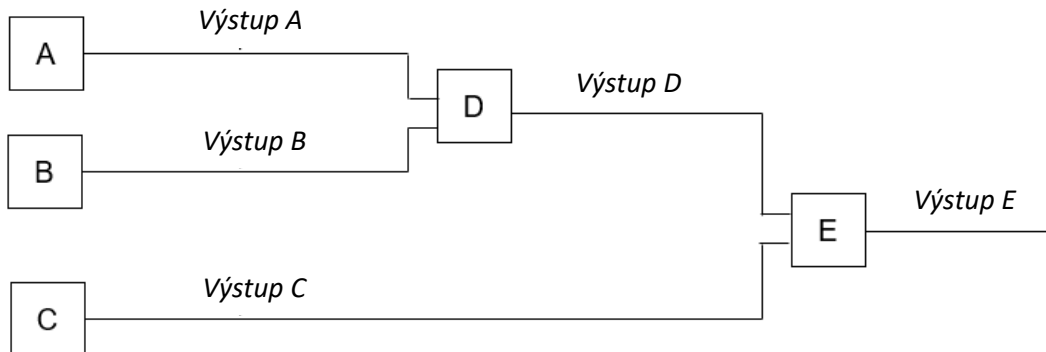 Výstup A
A
Výstup D
D
Výstup B
B
Výstup E
E
Výstup C
C